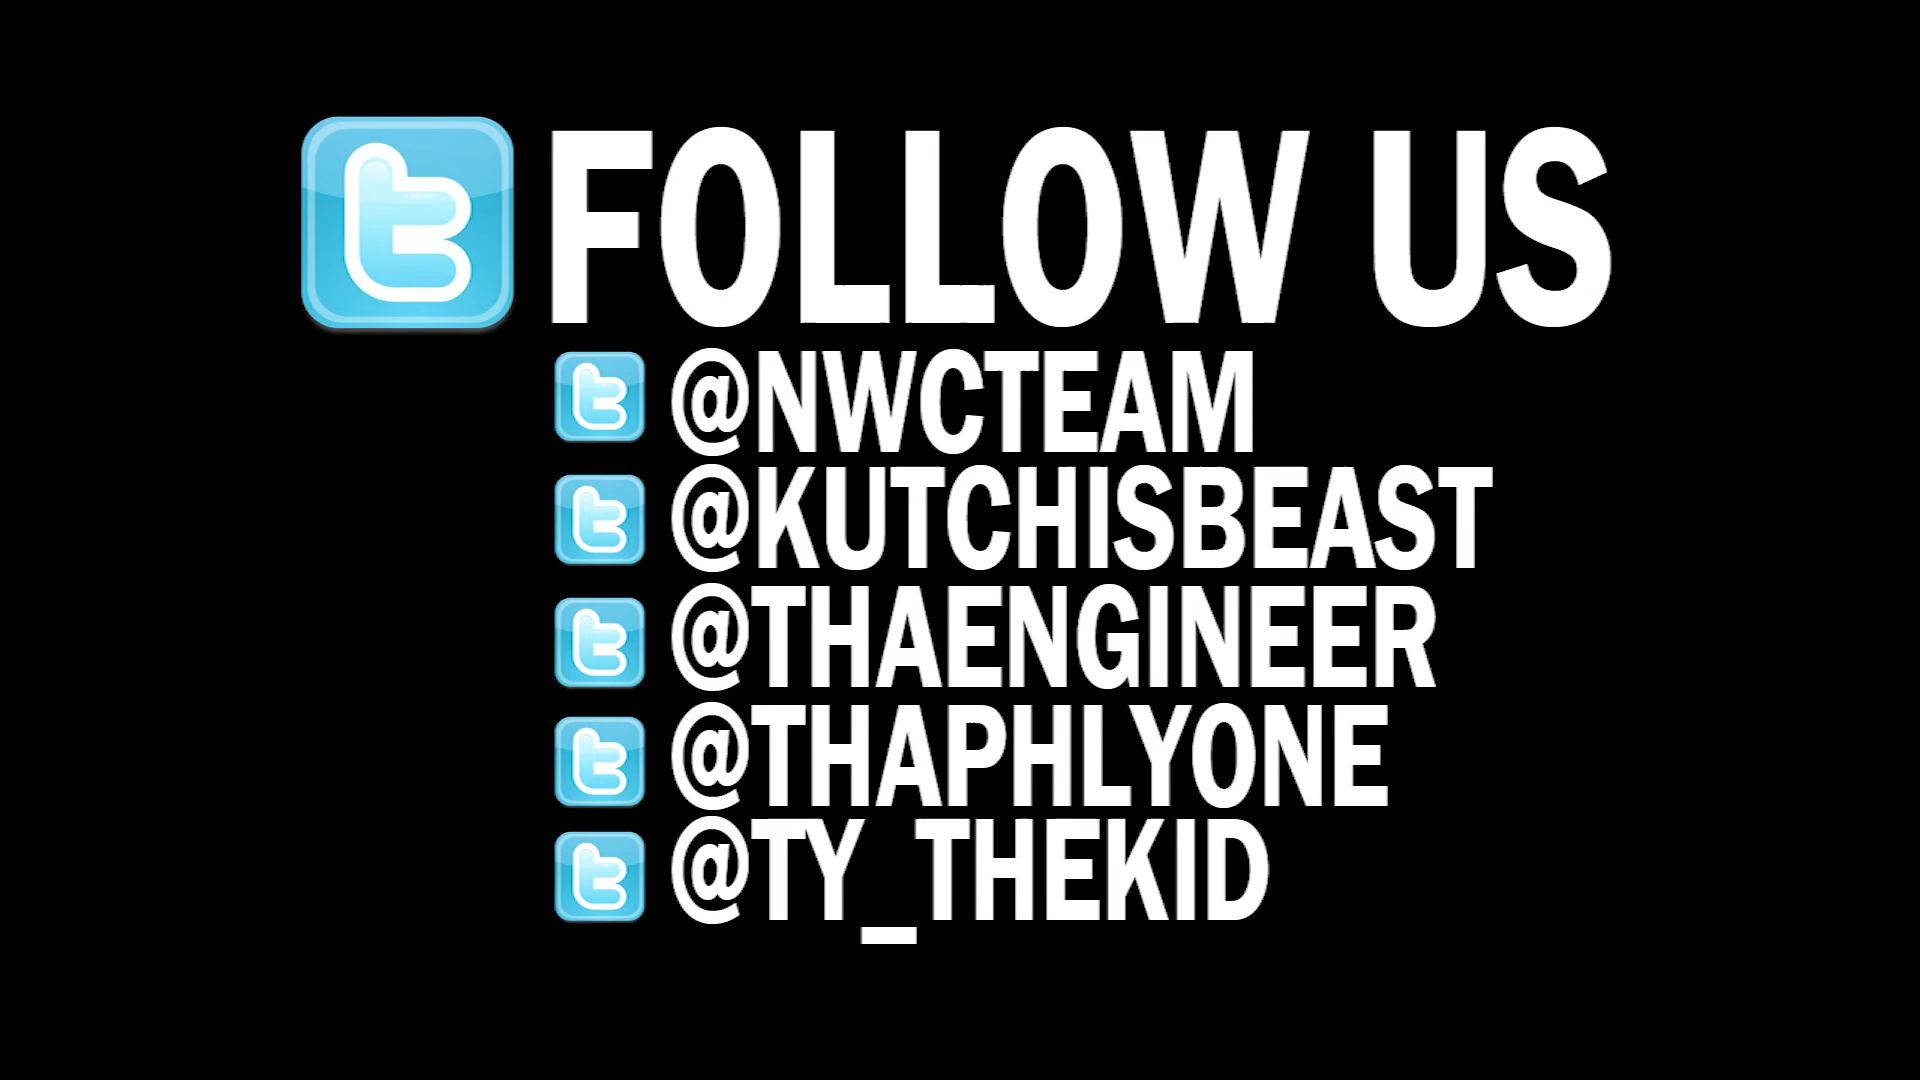 FOLLOW US
@NWCTEAM
@KUTCHISBEAST
@THAENGINEER
@THAPHLYONE
@TY_THEKID